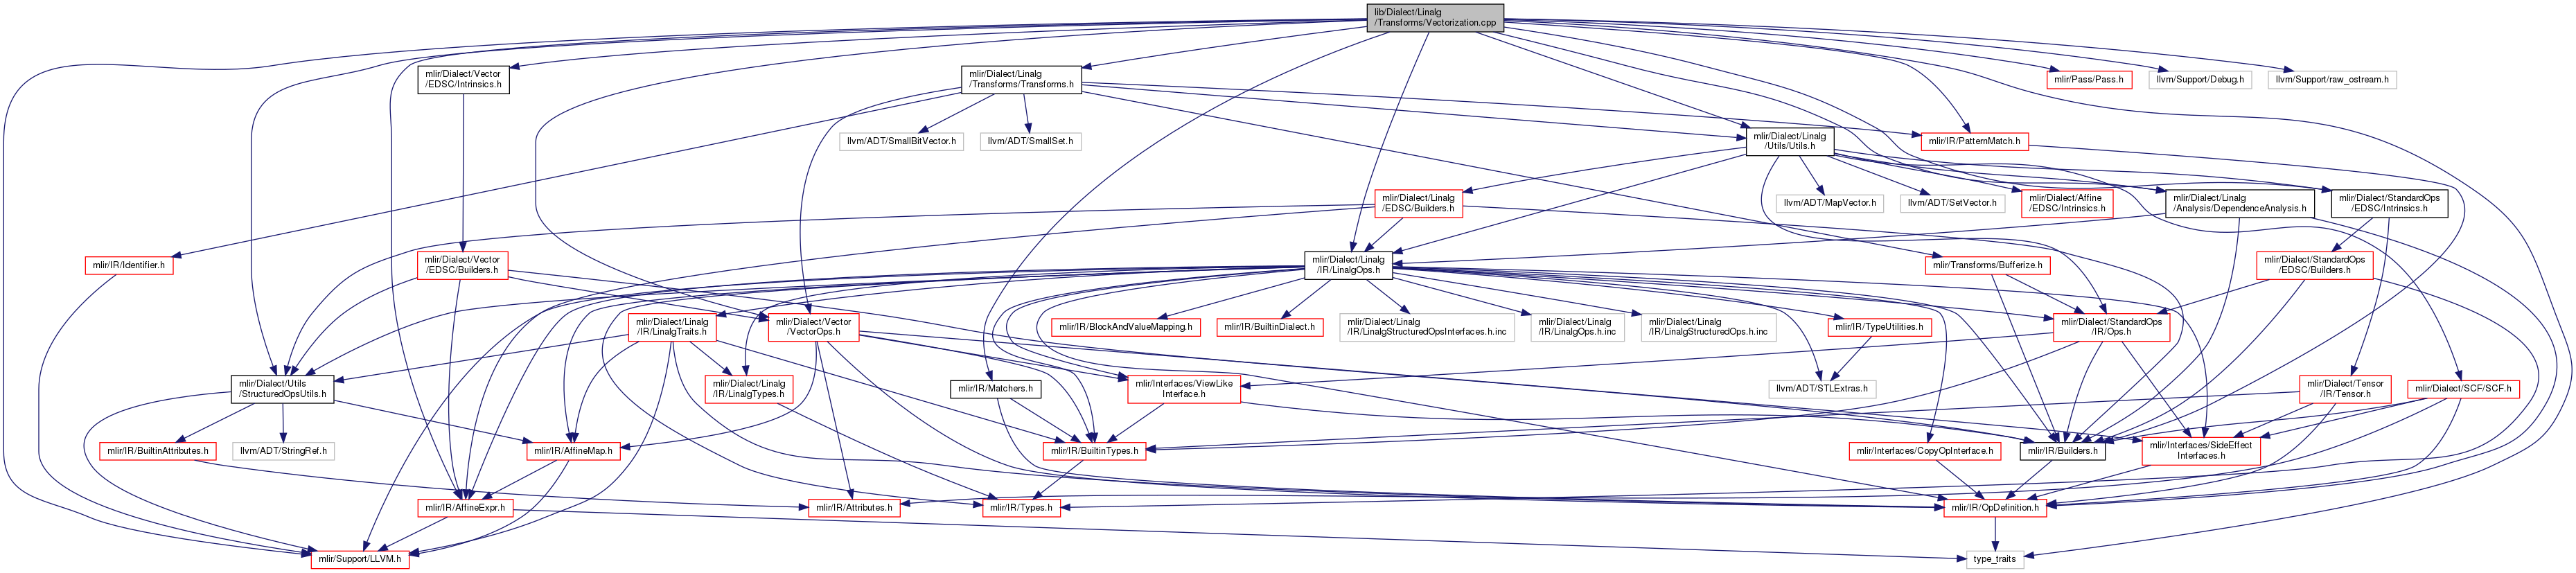 lib/Dialect/Linalg
/Transforms/Vectorization.cpp
mlir/Dialect/Vector
/EDSC/Intrinsics.h
mlir/Dialect/Linalg
/Transforms/Transforms.h
mlir/Pass/Pass.h
llvm/Support/Debug.h
llvm/Support/raw_ostream.h
llvm/ADT/SmallBitVector.h
llvm/ADT/SmallSet.h
mlir/Dialect/Linalg
/Utils/Utils.h
mlir/IR/PatternMatch.h
mlir/Dialect/Linalg
/EDSC/Builders.h
llvm/ADT/MapVector.h
llvm/ADT/SetVector.h
mlir/Dialect/Affine
/EDSC/Intrinsics.h
mlir/Dialect/Linalg
/Analysis/DependenceAnalysis.h
mlir/Dialect/StandardOps
/EDSC/Intrinsics.h
mlir/IR/Identifier.h
mlir/Dialect/Vector
/EDSC/Builders.h
mlir/Dialect/Linalg
/IR/LinalgOps.h
mlir/Transforms/Bufferize.h
mlir/Dialect/StandardOps
/EDSC/Builders.h
mlir/Dialect/Linalg
/IR/LinalgTraits.h
mlir/Dialect/Vector
/VectorOps.h
mlir/IR/BlockAndValueMapping.h
mlir/IR/BuiltinDialect.h
mlir/Dialect/Linalg
/IR/LinalgStructuredOpsInterfaces.h.inc
mlir/Dialect/Linalg
/IR/LinalgOps.h.inc
mlir/Dialect/Linalg
/IR/LinalgStructuredOps.h.inc
mlir/IR/TypeUtilities.h
mlir/Dialect/StandardOps
/IR/Ops.h
mlir/Dialect/Utils
/StructuredOpsUtils.h
mlir/Dialect/Linalg
/IR/LinalgTypes.h
mlir/IR/Matchers.h
mlir/Interfaces/ViewLike
Interface.h
llvm/ADT/STLExtras.h
mlir/Dialect/Tensor
/IR/Tensor.h
mlir/Dialect/SCF/SCF.h
mlir/IR/BuiltinAttributes.h
llvm/ADT/StringRef.h
mlir/IR/AffineMap.h
mlir/IR/BuiltinTypes.h
mlir/Interfaces/CopyOpInterface.h
mlir/IR/Builders.h
mlir/Interfaces/SideEffect
Interfaces.h
mlir/IR/AffineExpr.h
mlir/IR/Attributes.h
mlir/IR/Types.h
mlir/IR/OpDefinition.h
mlir/Support/LLVM.h
type_traits